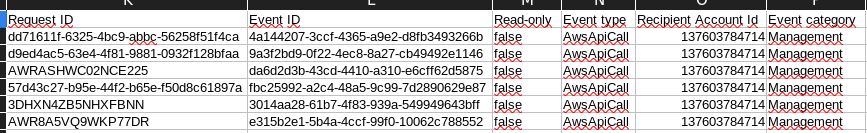 Request ID Event ID Read-only Event type Recipient Account Id Event category
dd71611f-6325-4bc9-abbc-56258f51f4ca 4a144207-3ccf-4365-a9e2-d8fb3493266b false AwsApiCall 137603784714 Management
d9ed4ac5-63e4-4f81-9881-0932f128bfaa 9a3f2bd9-0f22-4ec8-8a27-cb49492e1146 false AwsApiCall 137603784714 Management
AWRASHWC02NCE225 da6d2d3b-43cd-4410-a310-e6cff62d5875 false AwsApiCall 137603784714 Management
57d43c27-b95e-44f2-b65e-f50d8c61897a fbc25992-a2c4-48a5-9c99-7d2890629e87 false AwsApiCall 137603784714 Management
3DHXN4ZB5NHXFBNN 3014aa28-61b7-4f83-939a-549949643bff false AwsApiCall 137603784714 Management
AWR8A5VQ9WKP77DR e315b2e1-5b4a-4ccf-99f0-10062c788552 false AwsApiCall 137603784714 Management